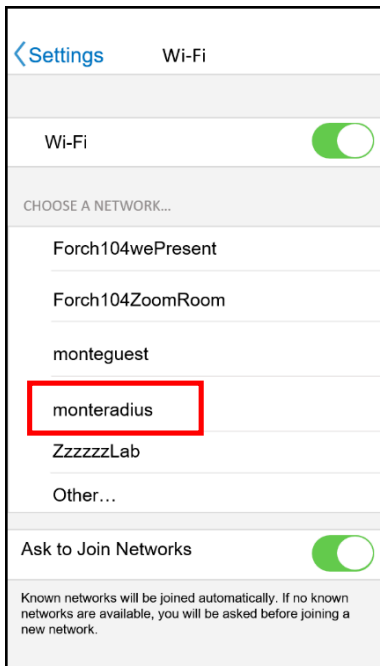 Settings Wi-Fi
Wi-Fi
CHOOSE A NETWORK...
Forch104wePresent
Forch104ZoomRoom
monteguest
monteradius
ZzzzzzLab
Other...
Ask to Join Networks
Known networks will be joined automatically. If no known
networks are available, you will be asked before joining a
new network.